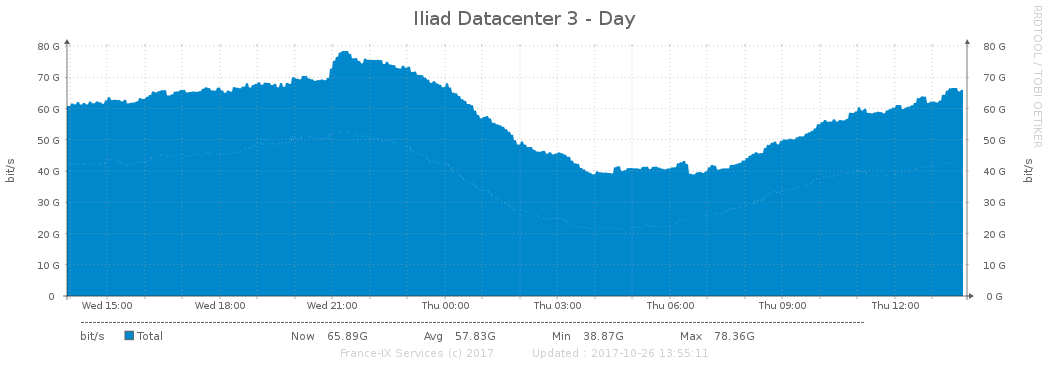 Iliad Datacenter 3 - Day
RRDTOOL / TOBI OETIKER
80 G 80 G
70 G 70 G
60 G 60 G
50 G 50 G
40 G 40 G
30 G 30 G
20 G 20 G
10 G 10 G
0 0 G
bit/s bit/s
Wed 15:00 Wed 18:00 Wed 21:00 Thu 00:00 Thu 03:00 Thu 06:00 Thu 09:00 Thu 12:00
bit/s Total Now 65.89G Avg 57.83G Min 38.87G Max 78.36G
France-IX Services (c) 2017 Updated : 2017-10-26 13:55:11